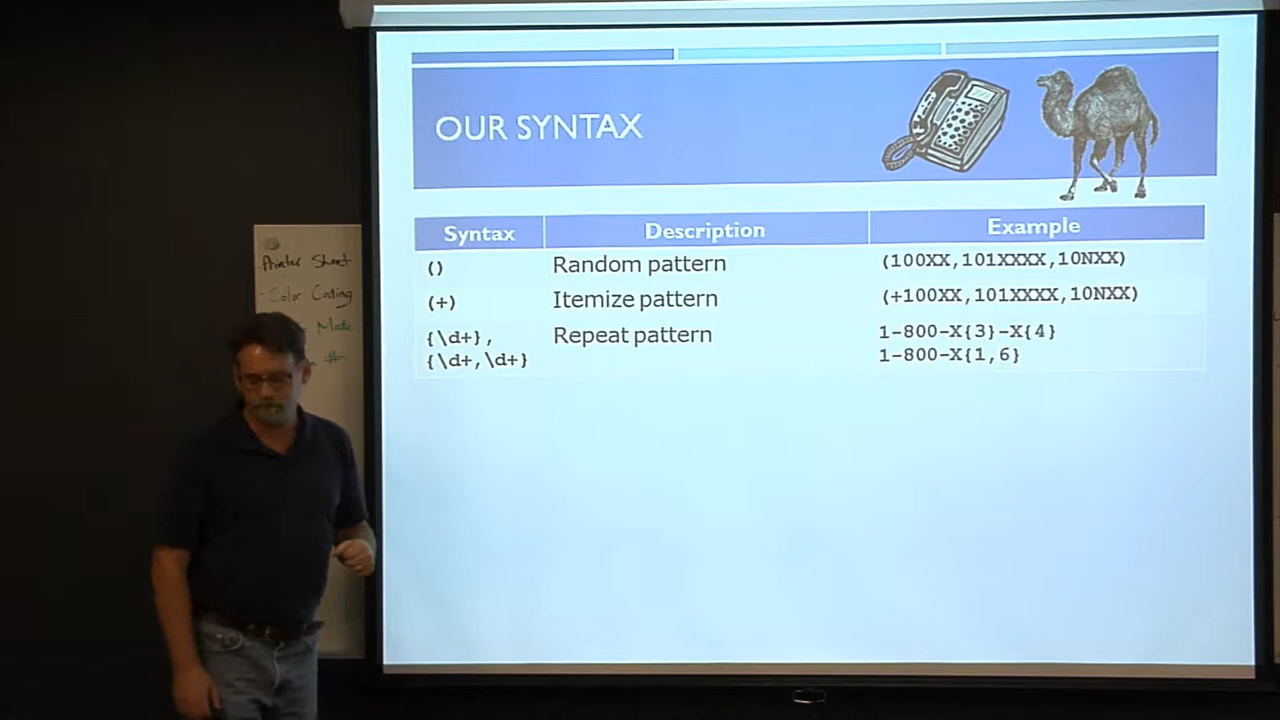 OUR SYNTAX
Syntax Description Example
() Random pattern (100XX,101XXXX,10NXX)
(+) Itemize pattern (+100XX,101XXXX,10NXX)
{\d+}, Repeat pattern 1-800-X{3}-X{4}
{\d+,\d+} 1-800-X{1,6}
Printer Sheet
- Color Coating
#